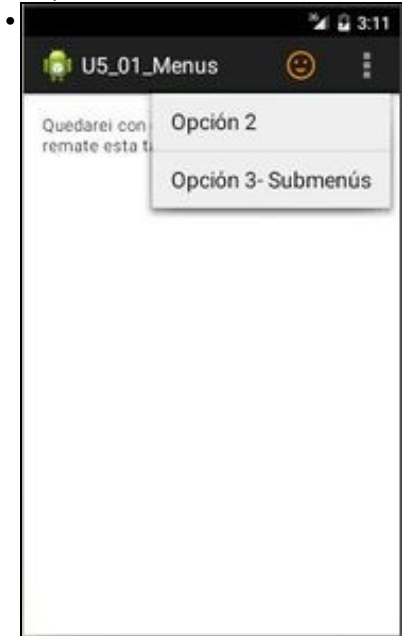 3:11
U5_01_Menus
Opción 2
Quedarei con
remate esta
Opción 3- Submenús